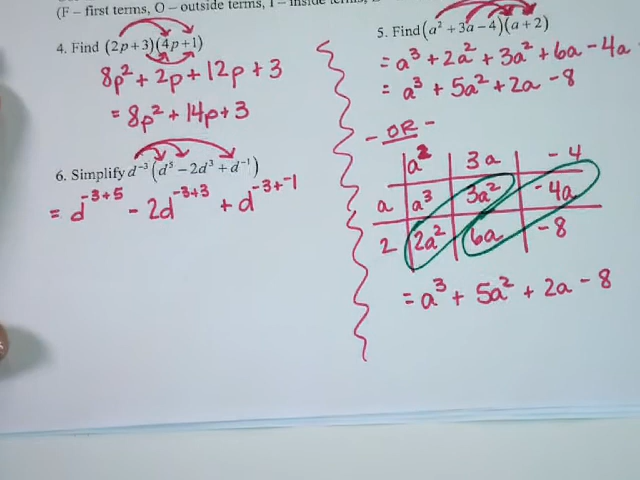 (F – first terms, O – outside terms, I – inside terms,
4. Find (2p + 3)(4p + 1)
8p² + 2p + 12p + 3
= 8p² + 14p + 3
6. Simplify d⁻³(d⁵ − 2d³ + d⁻¹)
= d⁻³⁺⁵ − 2d⁻³⁺³ + d⁻³⁺⁻¹
5. Find (a² + 3a − 4)(a + 2)
= a³ + 2a² + 3a² + 6a − 4a
= a³ + 5a² + 2a − 8
- OR -
a² 3a -4
a a³ 3a² -4a
2 2a² 6a -8
= a³ + 5a² + 2a − 8